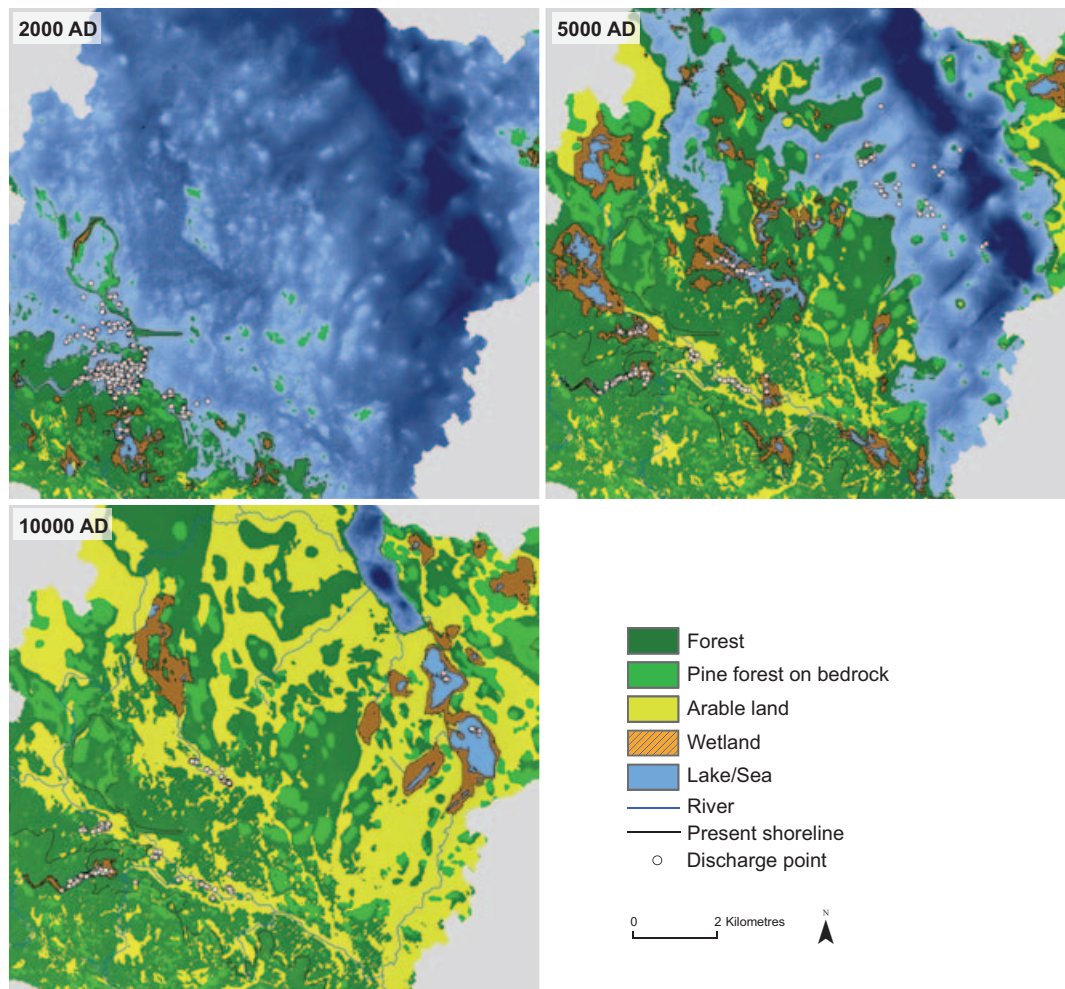 2000 AD
5000 AD
10000 AD
Forest
Pine forest on bedrock
Arable land
Wetland
Lake/Sea
River
Present shoreline
Discharge point
0 2 Kilometres
N